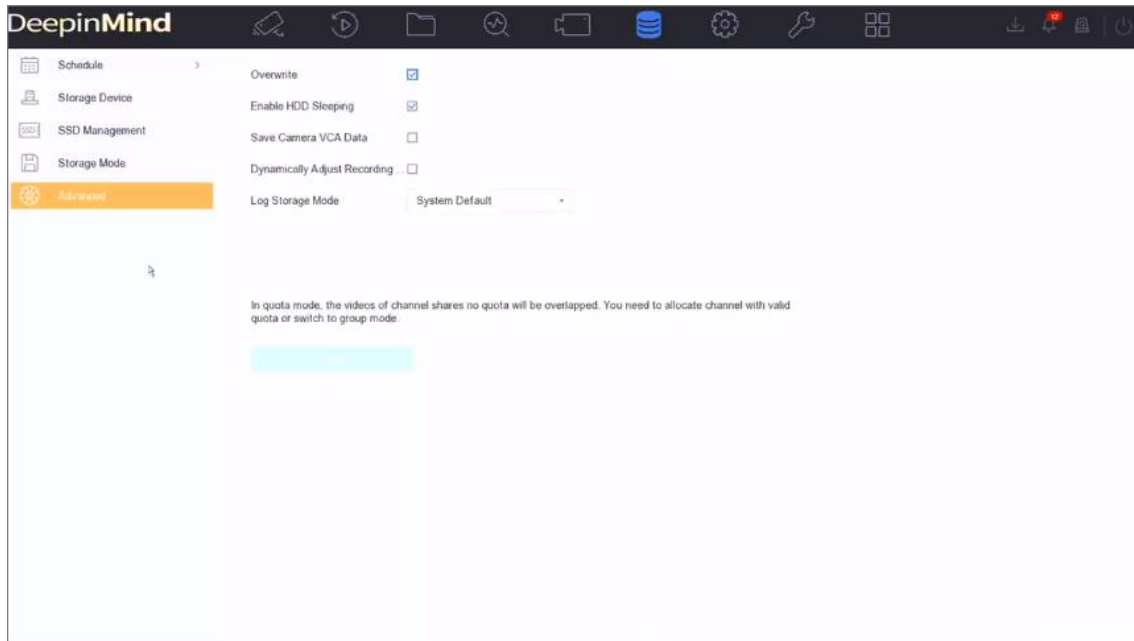 DeepinMind
12
Schedule
Storage Device
SSD
SSD Management
Storage Mode
Advanced
Overwrite
Enable HDD Sleeping
Save Camera VCA Data
Dynamically Adjust Recording ...
Log Storage Mode
System Default
In quota mode, the videos of channel shares no quota will be overlapped. You need to allocate channel with valid
quota or switch to group mode.